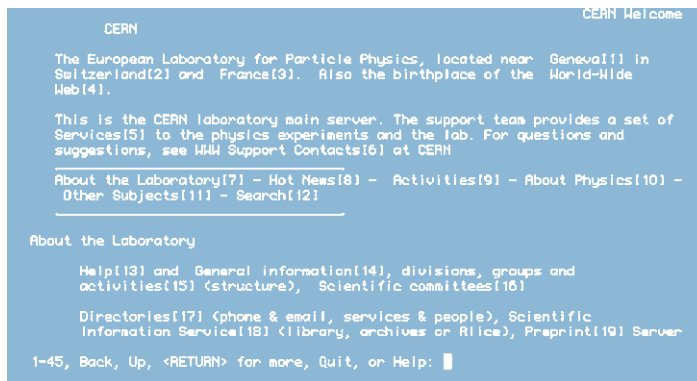 CERN Welcome
CERN
The European Laboratory for Particle Physics, located near Geneva[1] in
Switzerland[2] and France[3]. Also the birthplace of the World-Wide
Web[4].
This is the CERN laboratory main server. The support team provides a set of
Services[5] to the physics experiments and the lab. For questions and
suggestions, see WWW Support Contacts[6] at CERN
About the Laboratory[7] - Hot News[8] - Activities[9] - About Physics[10] -
Other Subjects[11] - Search[12]
About the Laboratory
Help[13] and General information[14], divisions, groups and
activities[15] (structure), Scientific committees[16]
Directories[17] (phone & email, services & people), Scientific
Information Service[18] (library, archives or Alice), Preprint[19] Server
1-45, Back, Up, <RETURN> for more, Quit, or Help: